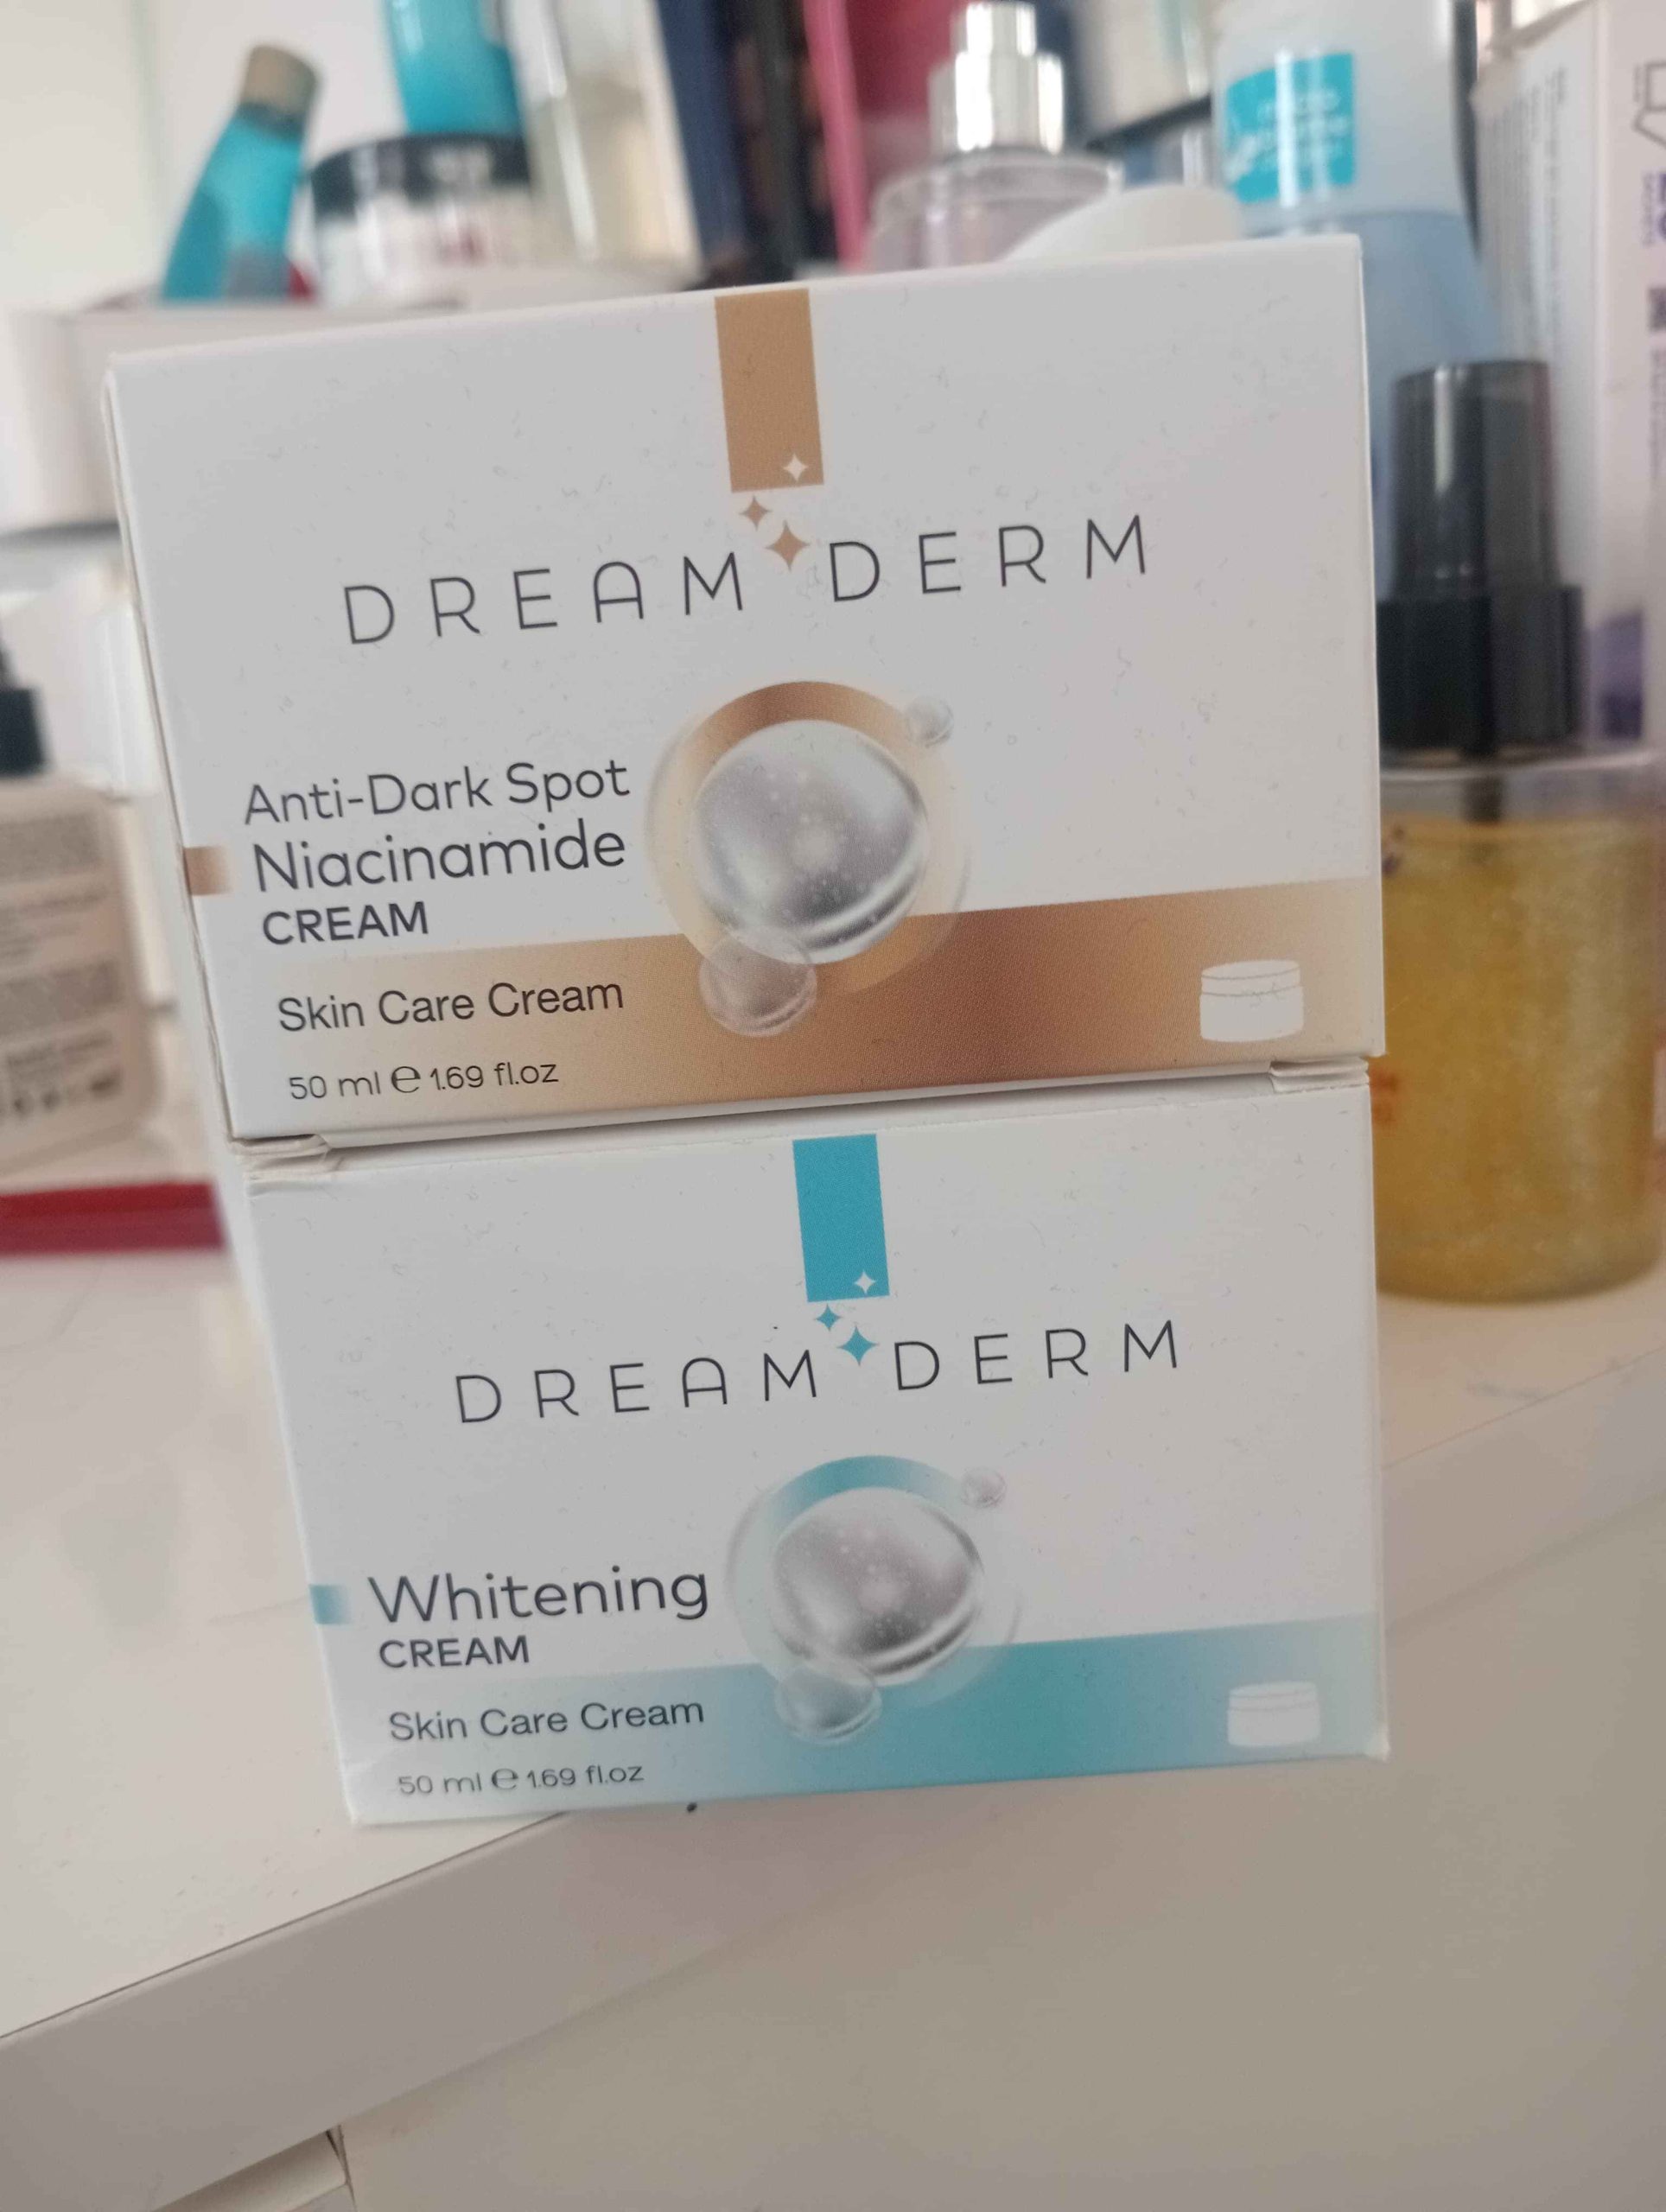 DREAM DERM
Anti-Dark Spot
Niacinamide
CREAM
Skin Care Cream
50 ml ℮ 1.69 fl.oz
DREAM DERM
Whitening
CREAM
Skin Care Cream
50 ml ℮ 1.69 fl.oz